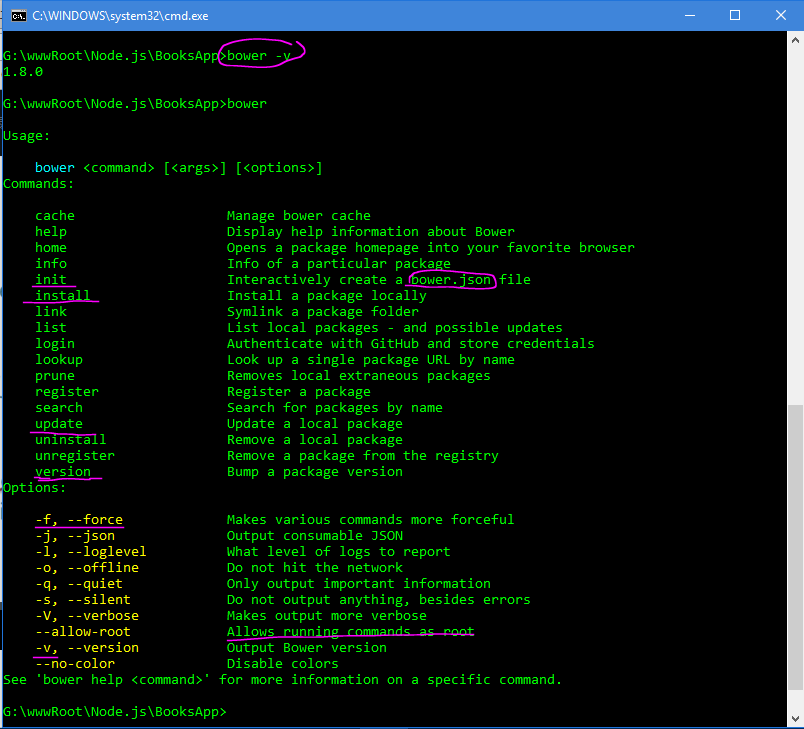 C:\WINDOWS\system32\cmd.exe
G:\wwwRoot\Node.js\BooksApp>bower -v
1.8.0
G:\wwwRoot\Node.js\BooksApp>bower
Usage:
bower <command> [<args>] [<options>]
Commands:
cache Manage bower cache
help Display help information about Bower
home Opens a package homepage into your favorite browser
info Info of a particular package
init Interactively create a bower.json file
install Install a package locally
link Symlink a package folder
list List local packages - and possible updates
login Authenticate with GitHub and store credentials
lookup Look up a single package URL by name
prune Removes local extraneous packages
register Register a package
search Search for packages by name
update Update a local package
uninstall Remove a local package
unregister Remove a package from the registry
version Bump a package version
Options:
-f, --force Makes various commands more forceful
-j, --json Output consumable JSON
-l, --loglevel What level of logs to report
-o, --offline Do not hit the network
-q, --quiet Only output important information
-s, --silent Do not output anything, besides errors
-V, --verbose Makes output more verbose
--allow-root Allows running commands as root
-v, --version Output Bower version
--no-color Disable colors
See 'bower help <command>' for more information on a specific command.
G:\wwwRoot\Node.js\BooksApp>